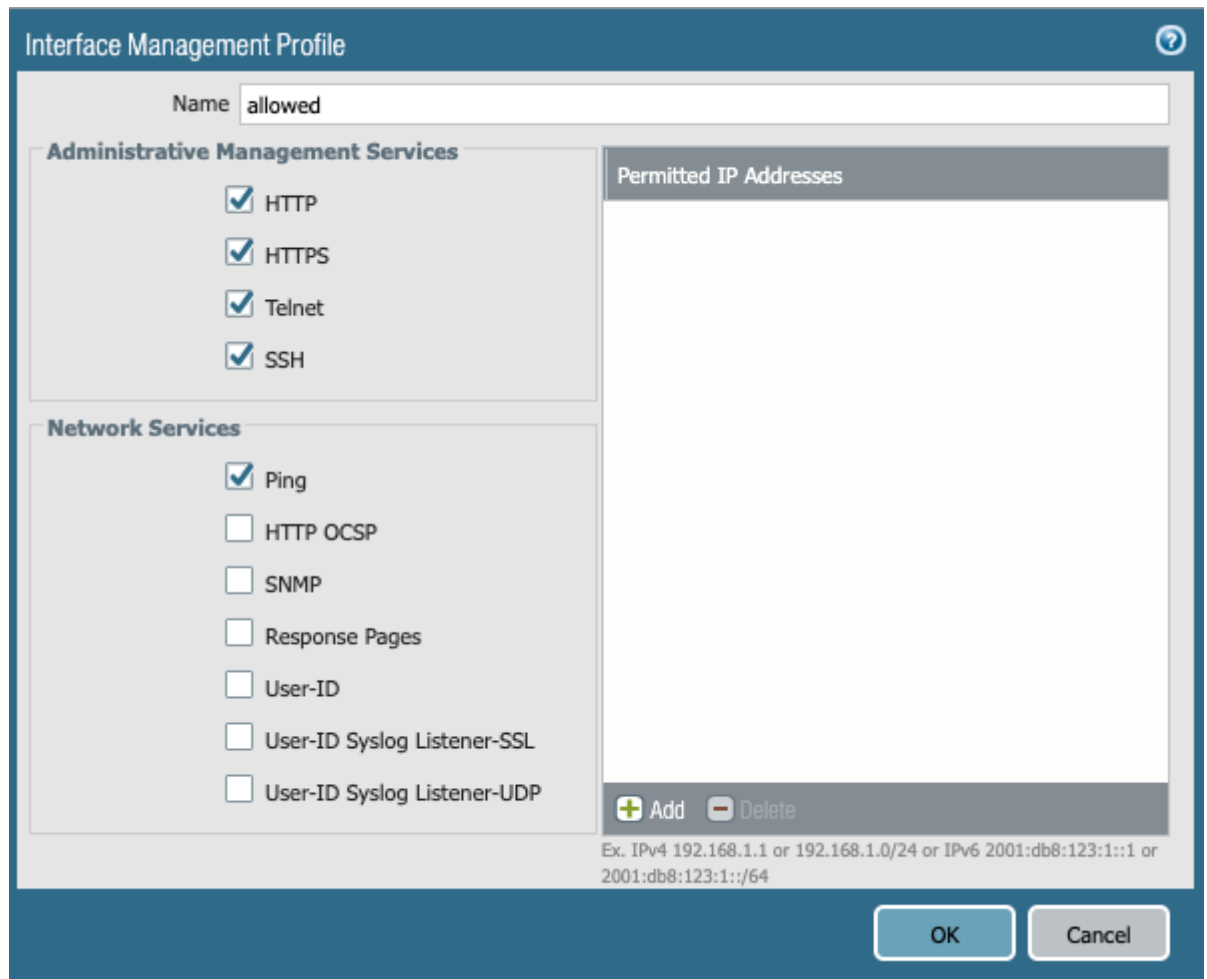 Interface Management Profile
?
Name allowed
Administrative Management Services
HTTP
HTTPS
Telnet
SSH
Network Services
Ping
HTTP OCSP
SNMP
Response Pages
User-ID
User-ID Syslog Listener-SSL
User-ID Syslog Listener-UDP
Permitted IP Addresses
Add Delete
Ex. IPv4 192.168.1.1 or 192.168.1.0/24 or IPv6 2001:db8:123:1::1 or
2001:db8:123:1::/64
OK Cancel